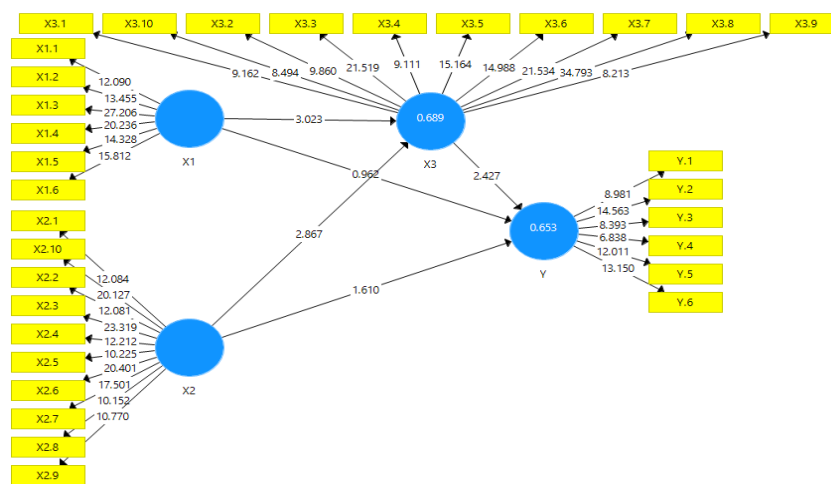 X3.1 X3.10 X3.2 X3.3 X3.4 X3.5 X3.6 X3.7 X3.8 X3.9
9.162 8.494 9.860 21.519 9.111 15.164 14.988 21.534 34.793 8.213
X1.1
X1.2
X1.3
X1.4
X1.5
X1.6
12.090
13.455
27.206
20.236
14.328
15.812
X1
3.023
0.689
X3
0.962
2.427
2.867
1.610
0.653
Y
8.981
14.563
8.393
6.838
12.011
13.150
Y.1
Y.2
Y.3
Y.4
Y.5
Y.6
X2.1
X2.10
X2.2
X2.3
X2.4
X2.5
X2.6
X2.7
X2.8
X2.9
12.084
20.127
12.081
23.319
12.212
10.225
20.401
17.501
10.152
10.770
X2